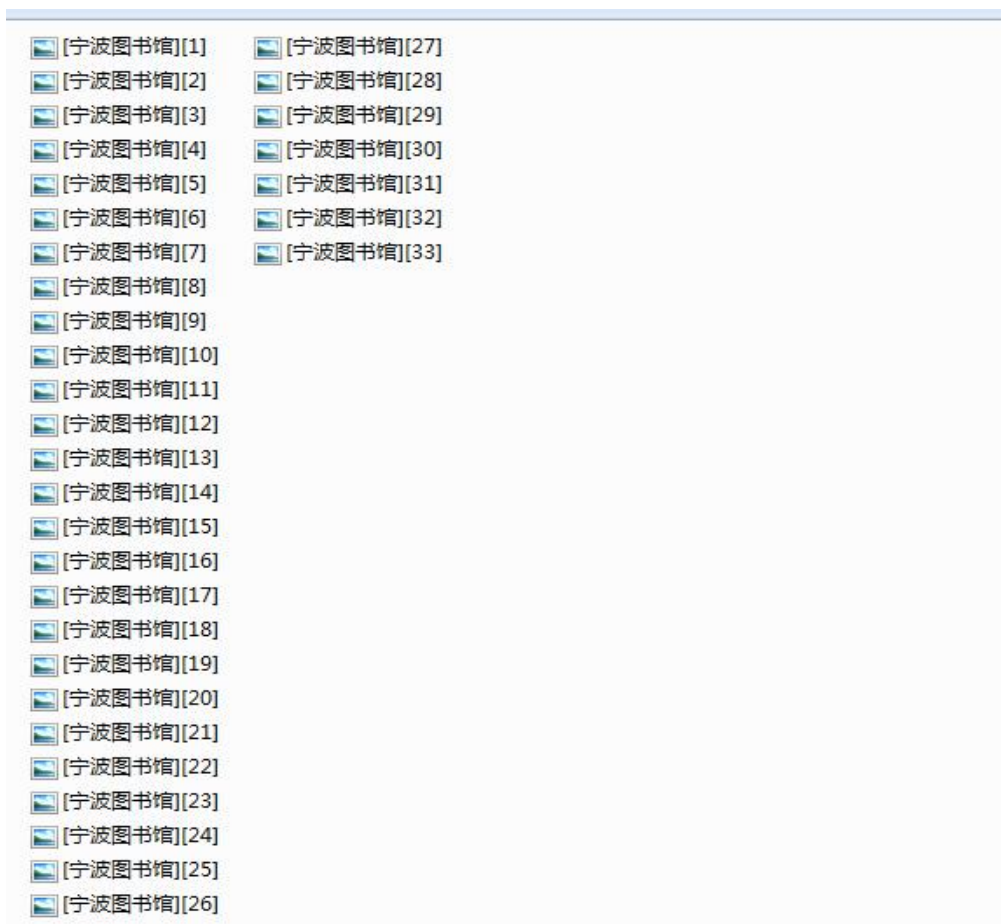 [宁波图书馆][1]
[宁波图书馆][2]
[宁波图书馆][3]
[宁波图书馆][4]
[宁波图书馆][5]
[宁波图书馆][6]
[宁波图书馆][7]
[宁波图书馆][8]
[宁波图书馆][9]
[宁波图书馆][10]
[宁波图书馆][11]
[宁波图书馆][12]
[宁波图书馆][13]
[宁波图书馆][14]
[宁波图书馆][15]
[宁波图书馆][16]
[宁波图书馆][17]
[宁波图书馆][18]
[宁波图书馆][19]
[宁波图书馆][20]
[宁波图书馆][21]
[宁波图书馆][22]
[宁波图书馆][23]
[宁波图书馆][24]
[宁波图书馆][25]
[宁波图书馆][26]
[宁波图书馆][27]
[宁波图书馆][28]
[宁波图书馆][29]
[宁波图书馆][30]
[宁波图书馆][31]
[宁波图书馆][32]
[宁波图书馆][33]